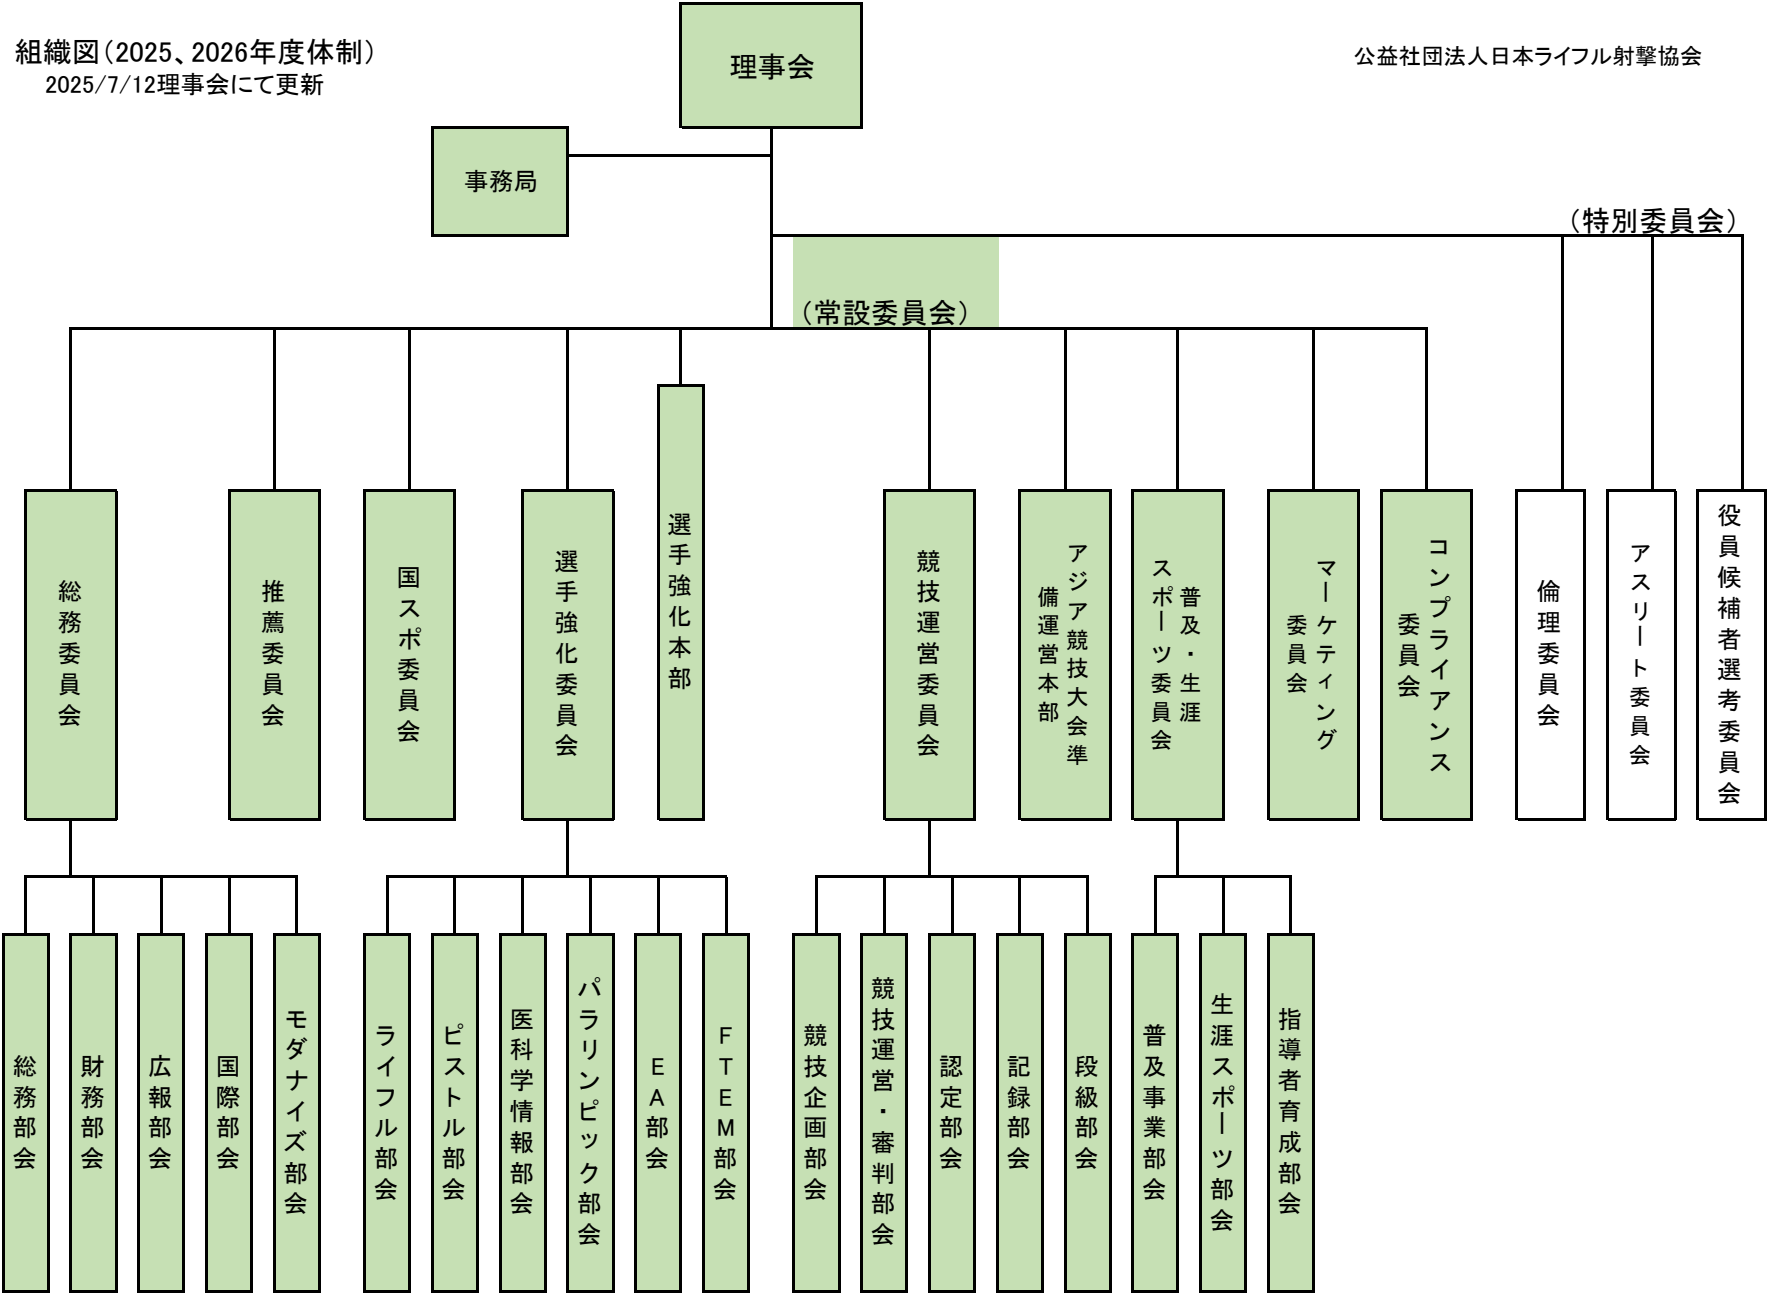 組織図（2025、2026年度体制）
2025/7/12理事会にて更新
公益社団法人日本ライフル射撃協会
理事会
事務局
（特別委員会）
（常設委員会）
総務委員会
推薦委員会
国スポ委員会
選手強化委員会
選手強化本部
競技運営委員会
アジア競技大会準
備運営本部
普及・生涯
スポーツ委員会
マーケティング
委員会
コンプライアンス
委員会
倫理委員会
アスリート委員会
役員候補者選考委員会
総務部会
財務部会
広報部会
国際部会
モダナイズ部会
ライフル部会
ピストル部会
医科学情報部会
パラリンピック部会
EA部会
FTEM部会
競技企画部会
競技運営・審判部会
認定部会
記録部会
段級部会
普及事業部会
生涯スポーツ部会
指導者育成部会